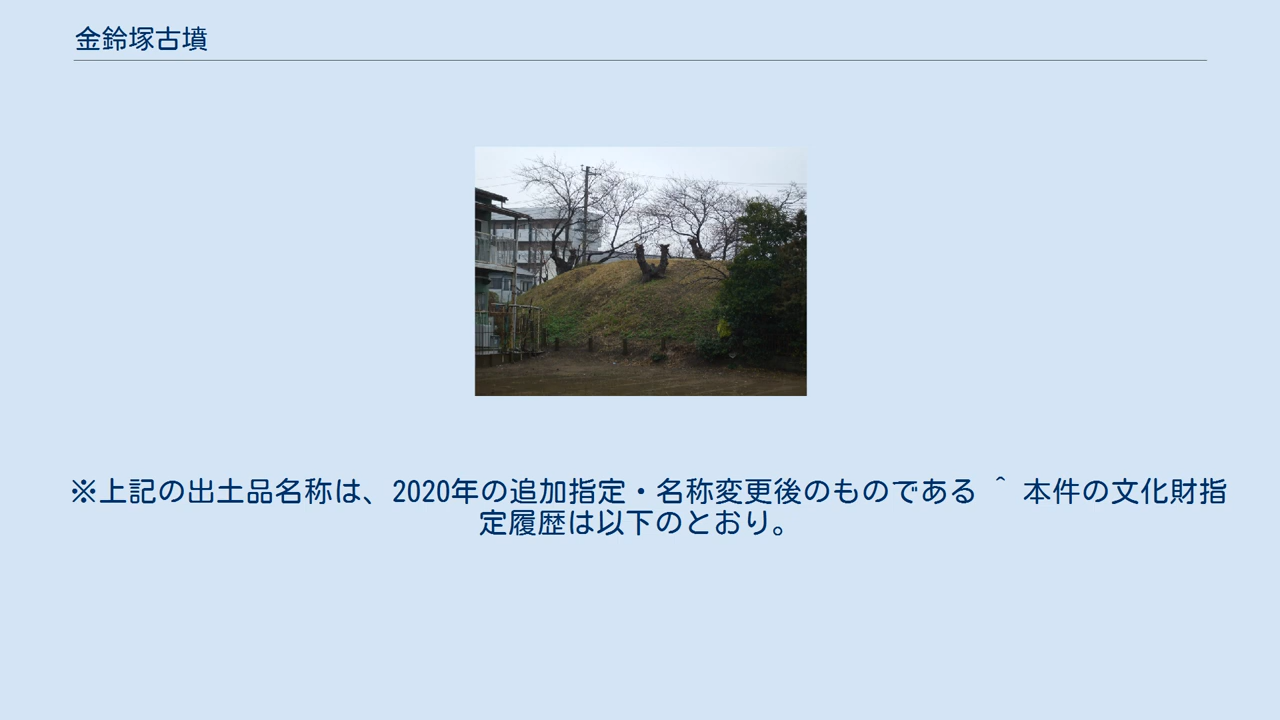 金鈴塚古墳
※上記の出土品名称は、2020年の追加指定・名称変更後のものである ^ 本件の文化財指
定履歴は以下のとおり。